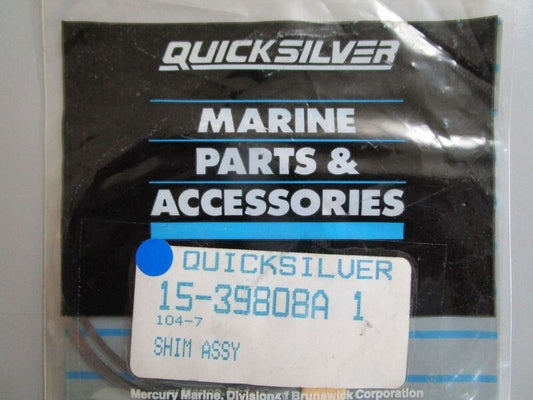 QUICKSILVER
MARINE
PARTS &
ACCESSORIES
QUICKSILVER
15-39808A 1
104-7
SHIM ASSY
Mercury Marine, Division of Brunswick Corporation